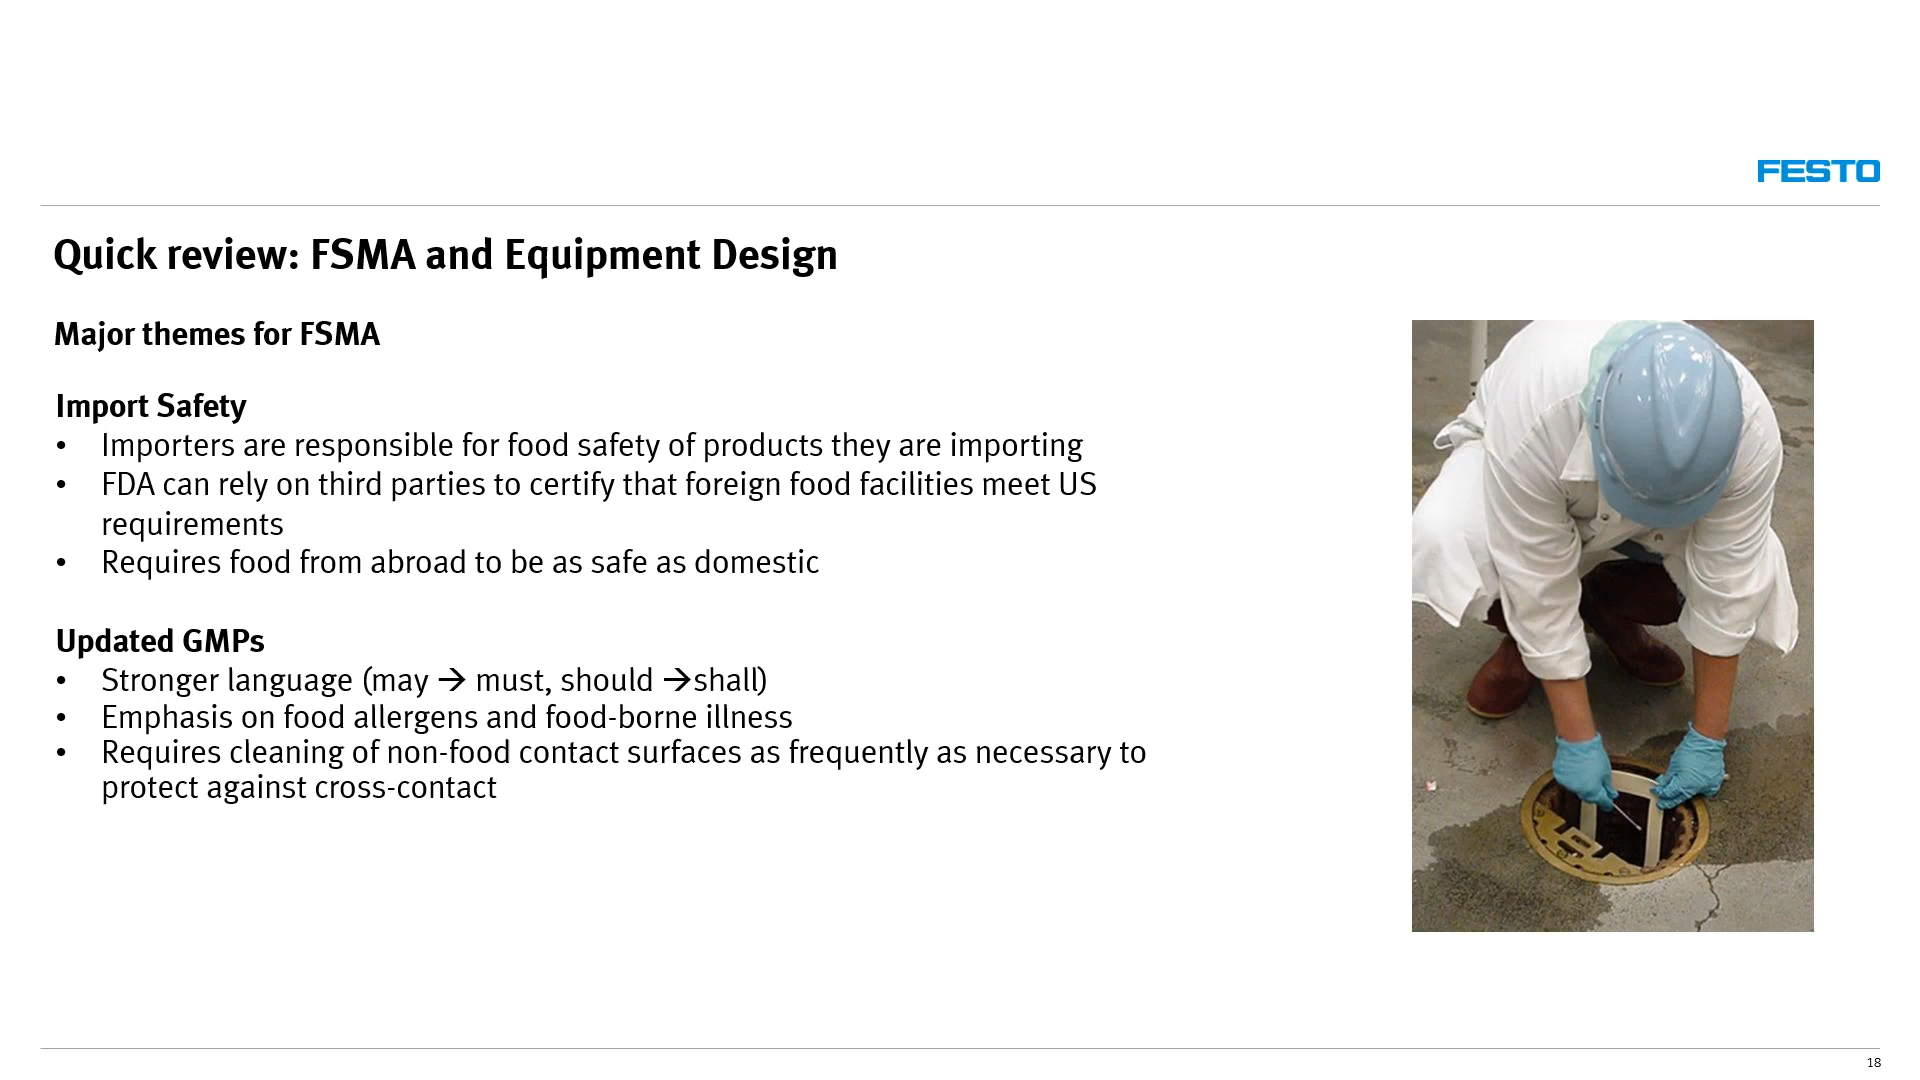 FESTO
Quick review: FSMA and Equipment Design
Major themes for FSMA
Import Safety
• Importers are responsible for food safety of products they are importing
• FDA can rely on third parties to certify that foreign food facilities meet US
requirements
• Requires food from abroad to be as safe as domestic
Updated GMPs
• Stronger language (may → must, should →shall)
• Emphasis on food allergens and food-borne illness
• Requires cleaning of non-food contact surfaces as frequently as necessary to
protect against cross-contact
18